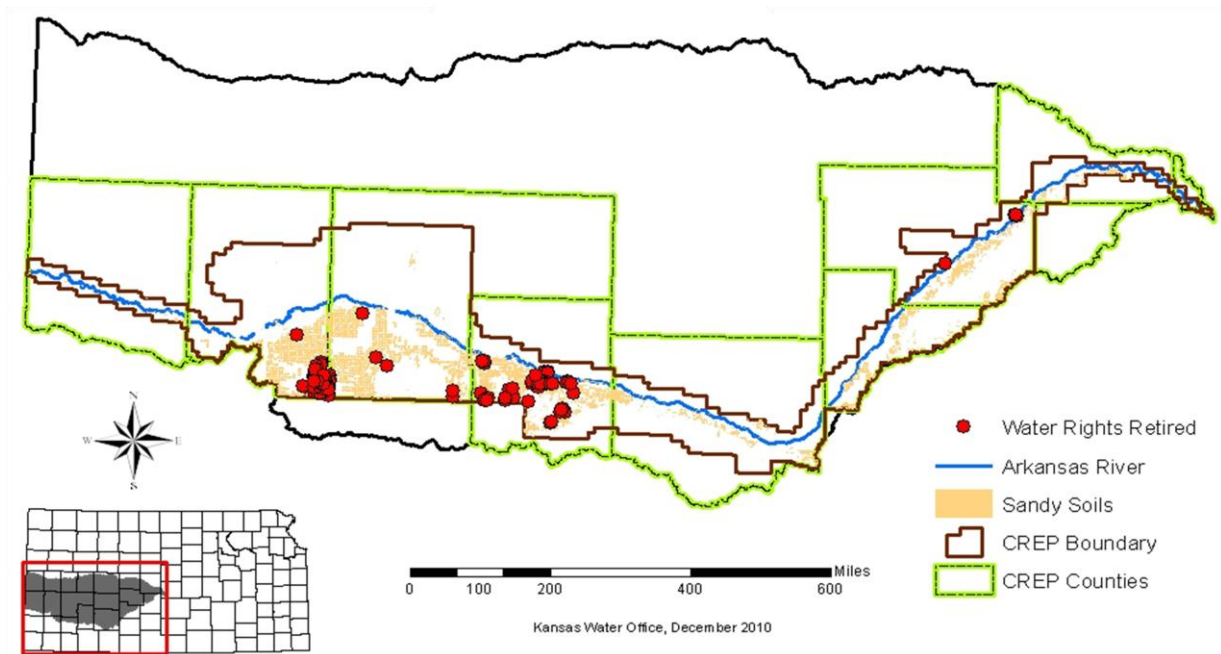 N
W
E
S
Water Rights Retired
Arkansas River
Sandy Soils
CREP Boundary
CREP Counties
Miles
0 100 200 400 600
Kansas Water Office, December 2010